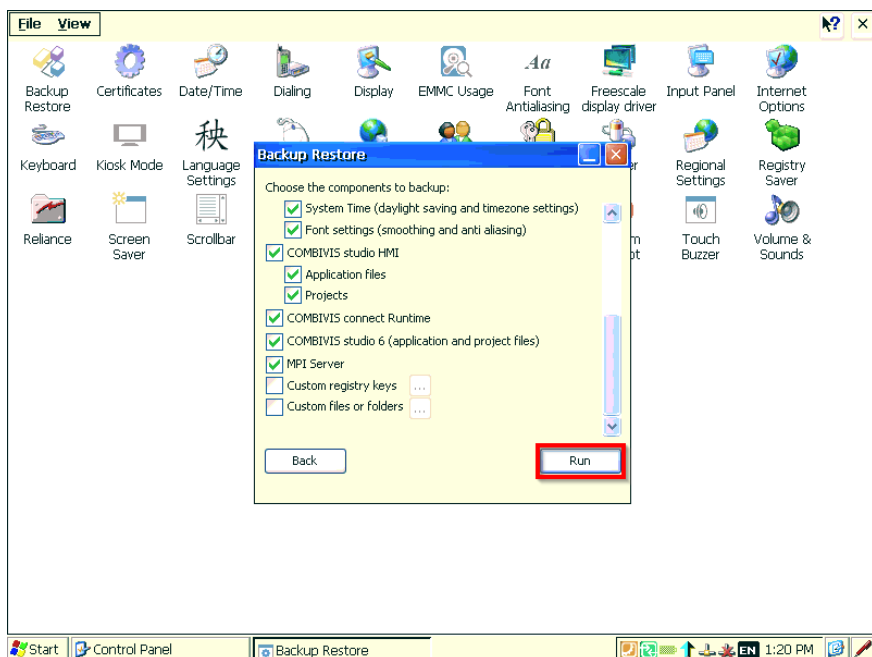 File View
?
Backup Restore
Certificates
Date/Time
Dialing
Display
EMMC Usage
Aa
Font Antialiasing
Freescale display driver
Input Panel
Internet Options
Keyboard
Kiosk Mode
秧
Language Settings
Regional Settings
Registry Saver
Reliance
Screen Saver
Scrollbar
Touch Buzzer
Volume & Sounds
Backup Restore
Choose the components to backup:
System Time (daylight saving and timezone settings)
Font settings (smoothing and anti aliasing)
COMBIVIS studio HMI
Application files
Projects
COMBIVIS connect Runtime
COMBIVIS studio 6 (application and project files)
MPI Server
Custom registry keys ...
Custom files or folders ...
Back Run
Start Control Panel Backup Restore EN 1:20 PM